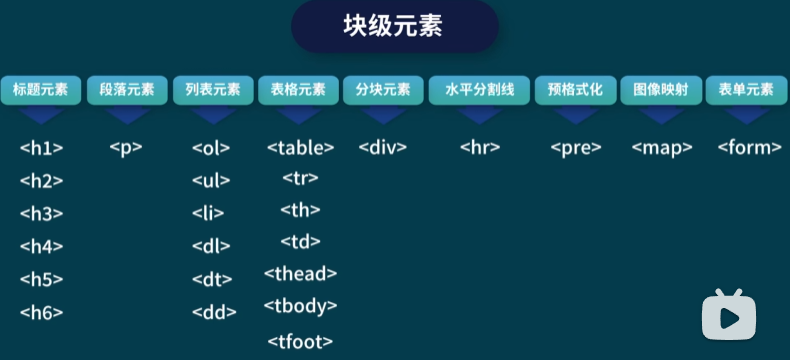 块级元素
标题元素 段落元素 列表元素 表格元素 分块元素 水平分割线 预格式化 图像映射 表单元素
<h1> <p> <ol> <table> <div> <hr> <pre> <map> <form>
<h2> <ul> <tr>
<h3> <li> <th>
<h4> <dl> <td>
<h5> <dt> <thead>
<h6> <dd> <tbody>
<tfoot>